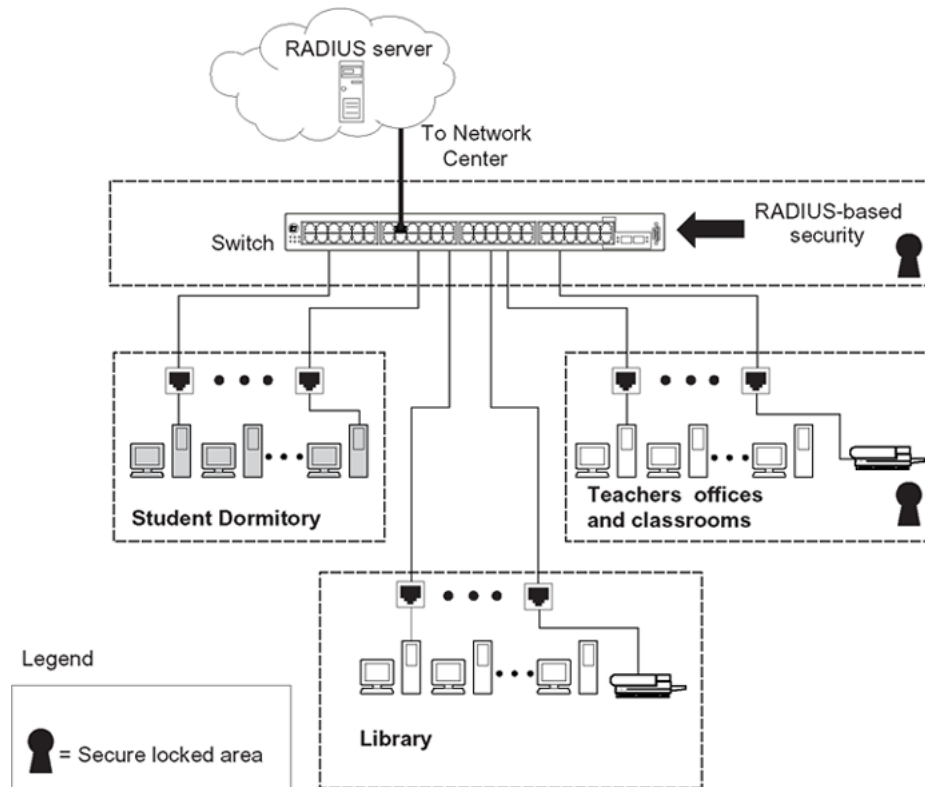 RADIUS server
To Network
Center
Switch
RADIUS-based
security
Student Dormitory
Teachers offices
and classrooms
Library
Legend
= Secure locked area